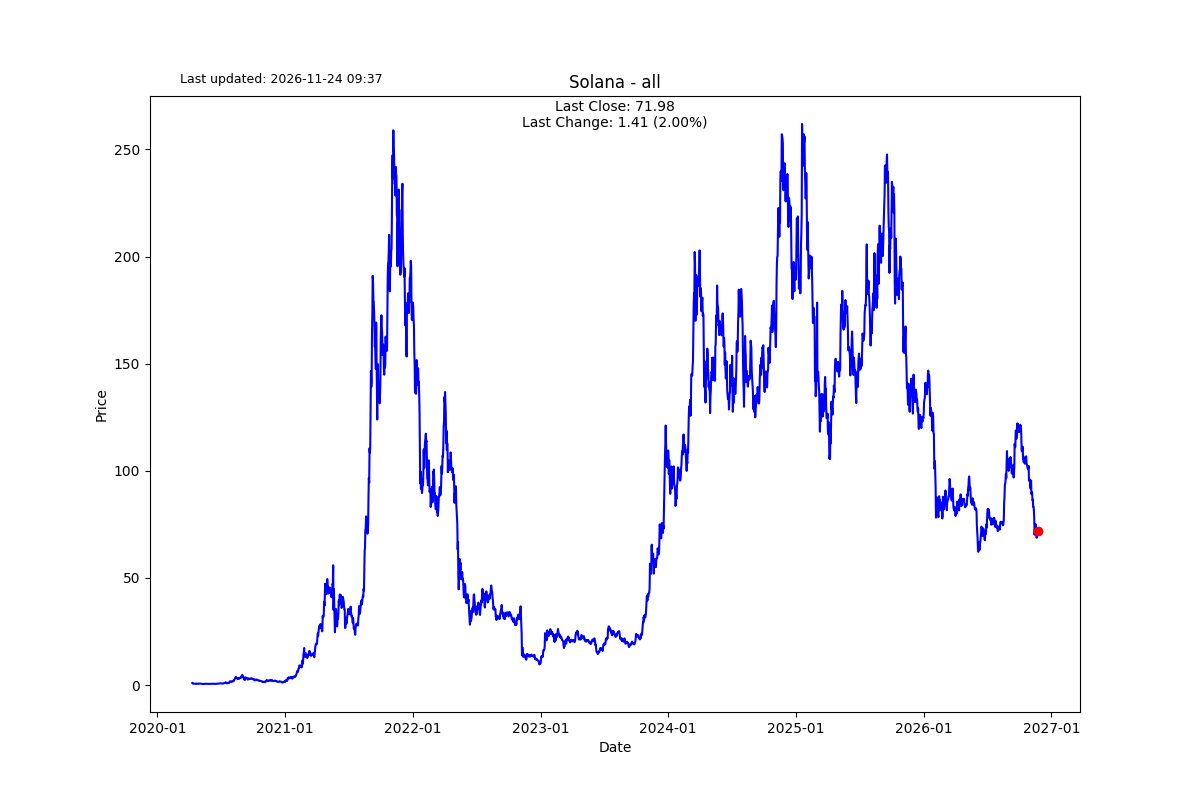 Last updated: 2026-11-24 09:37
Solana - all
Last Close: 71.98
Last Change: 1.41 (2.00%)
250
200
150
100
50
0
Price
2020-01
2021-01
2022-01
2023-01
2024-01
2025-01
2026-01
2027-01
Date